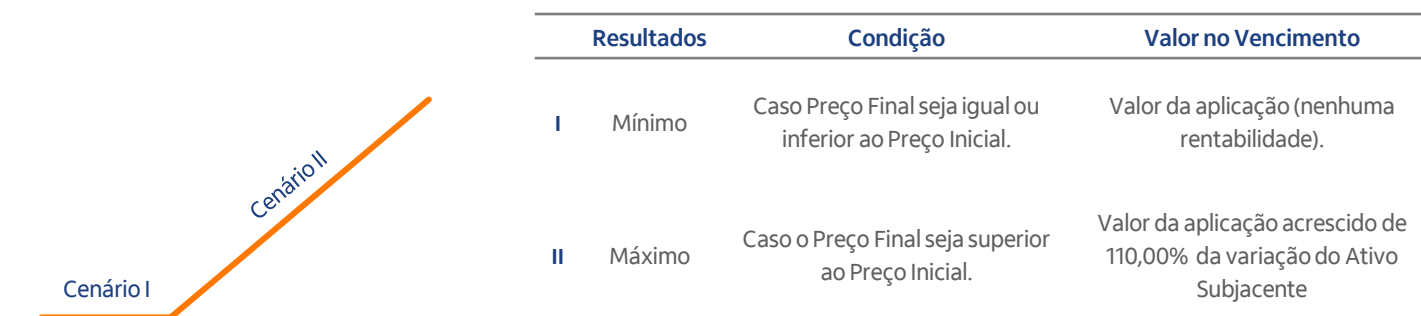 Cenário I
Cenário II
Resultados Condição Valor no Vencimento
I Mínimo
Caso Preço Final seja igual ou
inferior ao Preço Inicial.
Valor da aplicação (nenhuma
rentabilidade).
II Máximo
Caso o Preço Final seja superior
ao Preço Inicial.
Valor da aplicação acrescido de
110,00% da variação do Ativo
Subjacente